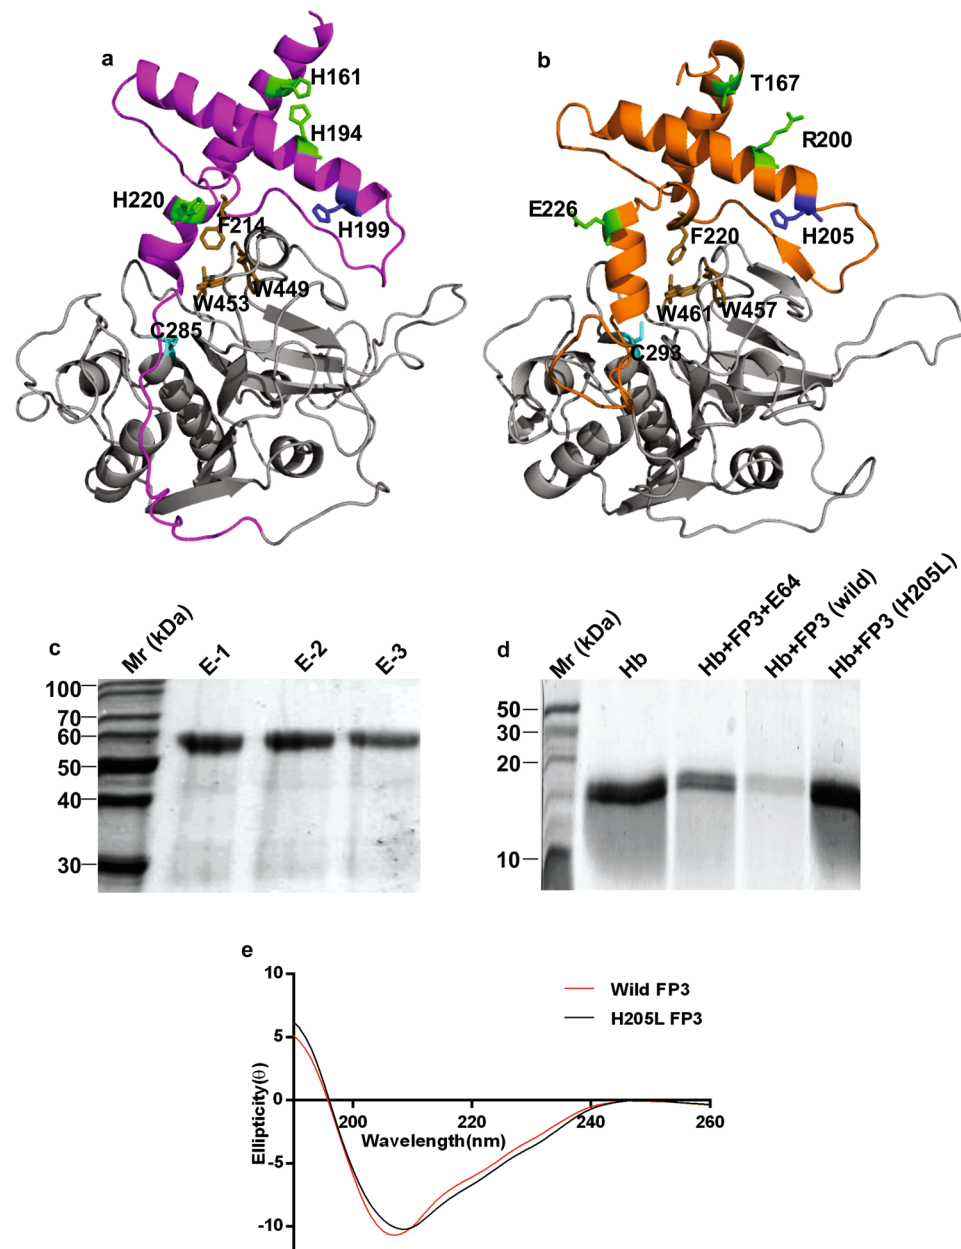 a
H161
H194
H220
F214
H199
W449
W453
C285
b
T167
R200
E226
F220
H205
W461
W457
C293
c
Mr (kDa)
E-1
E-2
E-3
100
70
60
50
40
30
d
Mr (kDa)
Hb
Hb+FP3+E64
Hb+FP3 (wild)
Hb+FP3 (H205L)
50
30
20
10
e
10
5
0
-5
-10
Ellipticity(θ)
200
220
240
260
Wavelength(nm)
Wild FP3
H205L FP3